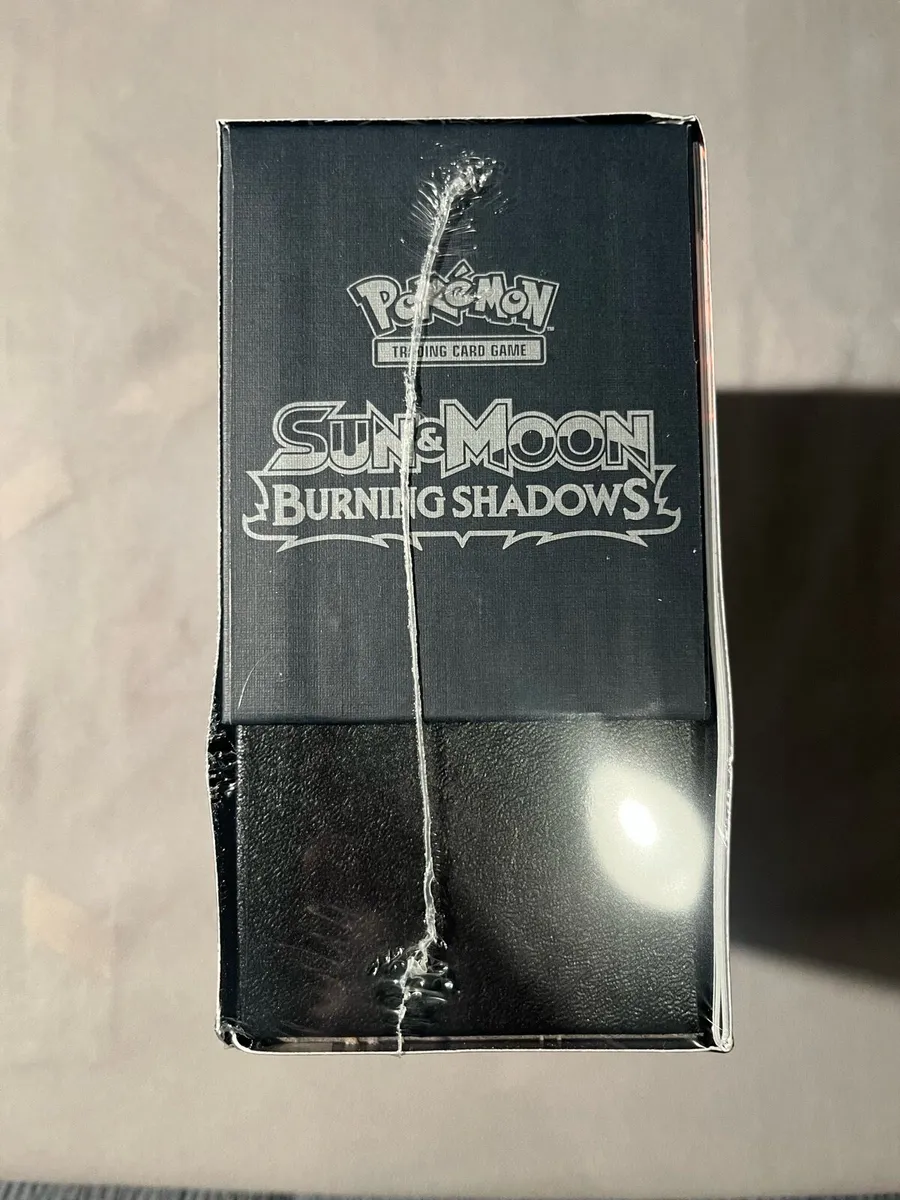 POKéMON
TRADING CARD GAME
SUN & MOON
BURNING SHADOWS